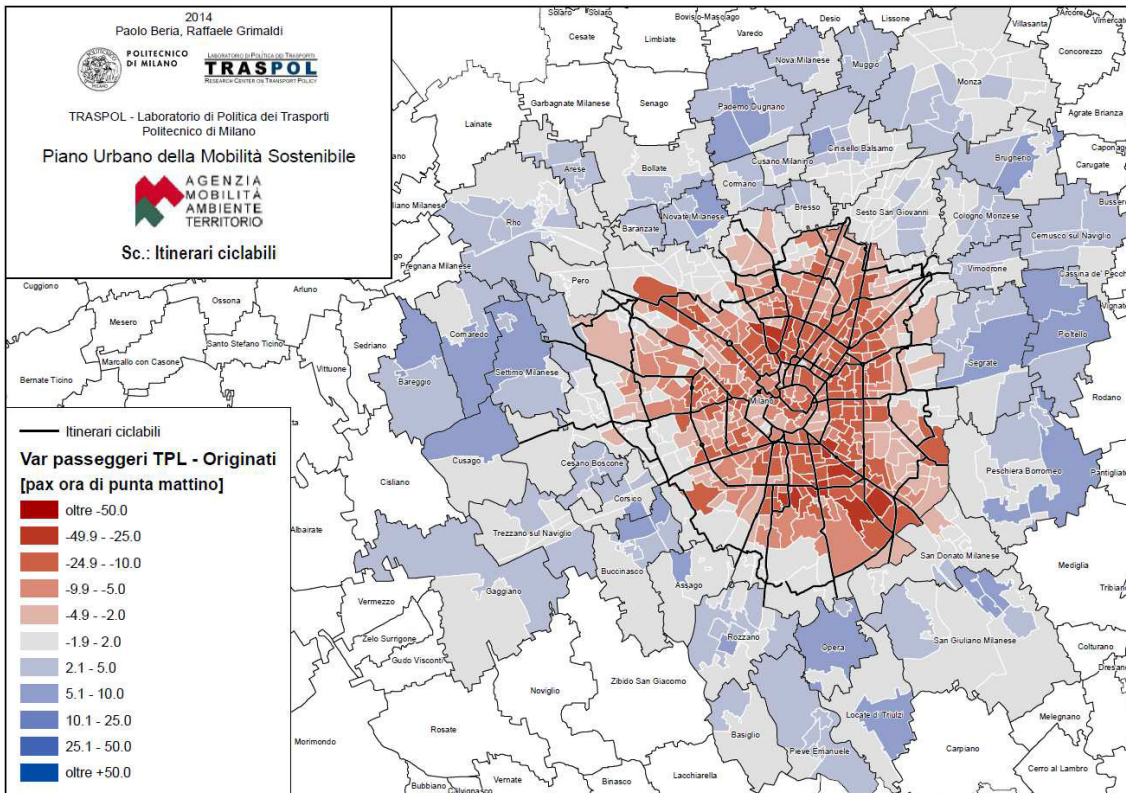 2014
Paolo Beria, Raffaele Grimaldi
POLITECNICO
DI MILANO
LABORATORIO DI POLITICA DEI TRASPORTI
TRASPOL
RESEARCH CENTER ON TRANSPORT POLICY
TRASPOL - Laboratorio di Politica dei Trasporti
Politecnico di Milano
Piano Urbano della Mobilità Sostenibile
AGENZIA
MOBILITÀ
AMBIENTE
TERRITORIO
Sc.: Itinerari ciclabili
Solaro
Solaro
Bovisio-Masciago
Desio
Lissone
Villasanta
Arcore
Vimercate
Cesate
Limbiate
Varedo
Nova Milanese
Muggiò
Concorezzo
Monza
Garbagnate Milanese
Senago
Paderno Dugnano
Lainate
Agrate Brianza
Cinisello Balsamo
Caponago
Arese
Bollate
Cusano Milanino
Brugherio
Carugate
Cormano
Rho
Novate Milanese
Bresso
Sesto San Giovanni
Cologno Monzese
Baranzate
Cernusco sul Naviglio
Pregnana Milanese
Pero
Vimodrone
Cassina de' Pecchi
Cuggiono
Arluno
Ossona
Mesero
Sedriano
Cornaredo
Pioltello
Santo Stefano Ticino
Marcallo con Casone
Vittuone
Settimo Milanese
Segrate
Bernate Ticino
Bareggio
Milano
Rodano
Cusago
Cesano Boscone
Peschiera Borromeo
Pantigliate
Cisliano
Corsico
Albairate
Trezzano sul Naviglio
San Donato Milanese
Buccinasco
Assago
Mediglia
Gaggiano
Vermezzo
Rozzano
San Giuliano Milanese
Zelo Surrigone
Opera
Colturano
Gudo Visconti
Zibido San Giacomo
Noviglio
Locate di Triulzi
Melegnano
Rosate
Basiglio
Morimondo
Pieve Emanuele
Carpiano
Cerro al Lambro
Lacchiarella
Vernate
Binasco
Bubbiano
Calvignasco
Itinerari ciclabili
Var passeggeri TPL - Originati
[pax ora di punta mattino]
oltre -50.0
-49.9 - -25.0
-24.9 - -10.0
-9.9 - -5.0
-4.9 - -2.0
-1.9 - 2.0
2.1 - 5.0
5.1 - 10.0
10.1 - 25.0
25.1 - 50.0
oltre +50.0